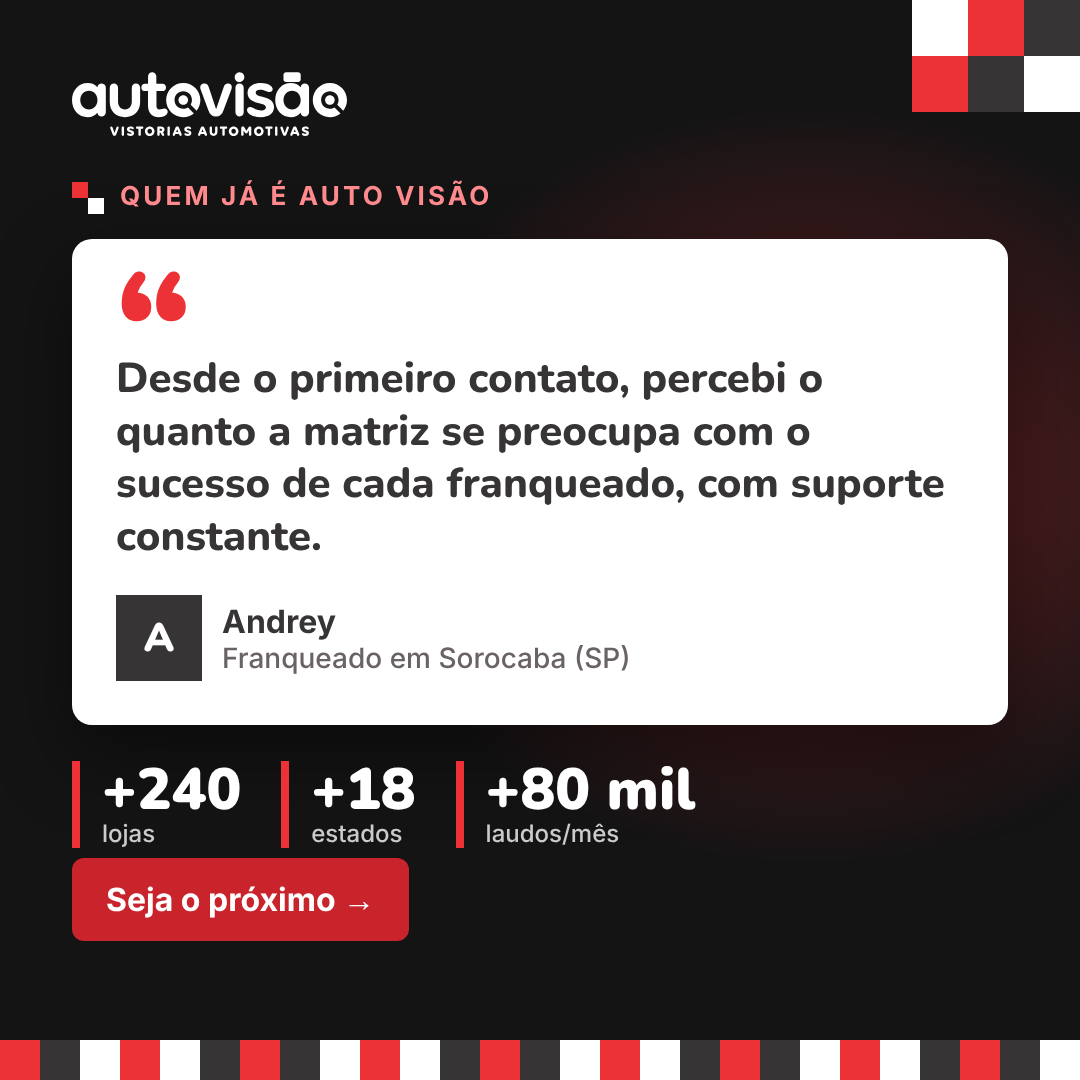 autovisão
VISTORIAS AUTOMOTIVAS
QUEM JÁ É AUTO VISÃO
“
Desde o primeiro contato, percebi o
quanto a matriz se preocupa com o
sucesso de cada franqueado, com suporte
constante.
A
Andrey
Franqueado em Sorocaba (SP)
+240
lojas
+18
estados
+80 mil
laudos/mês
Seja o próximo →